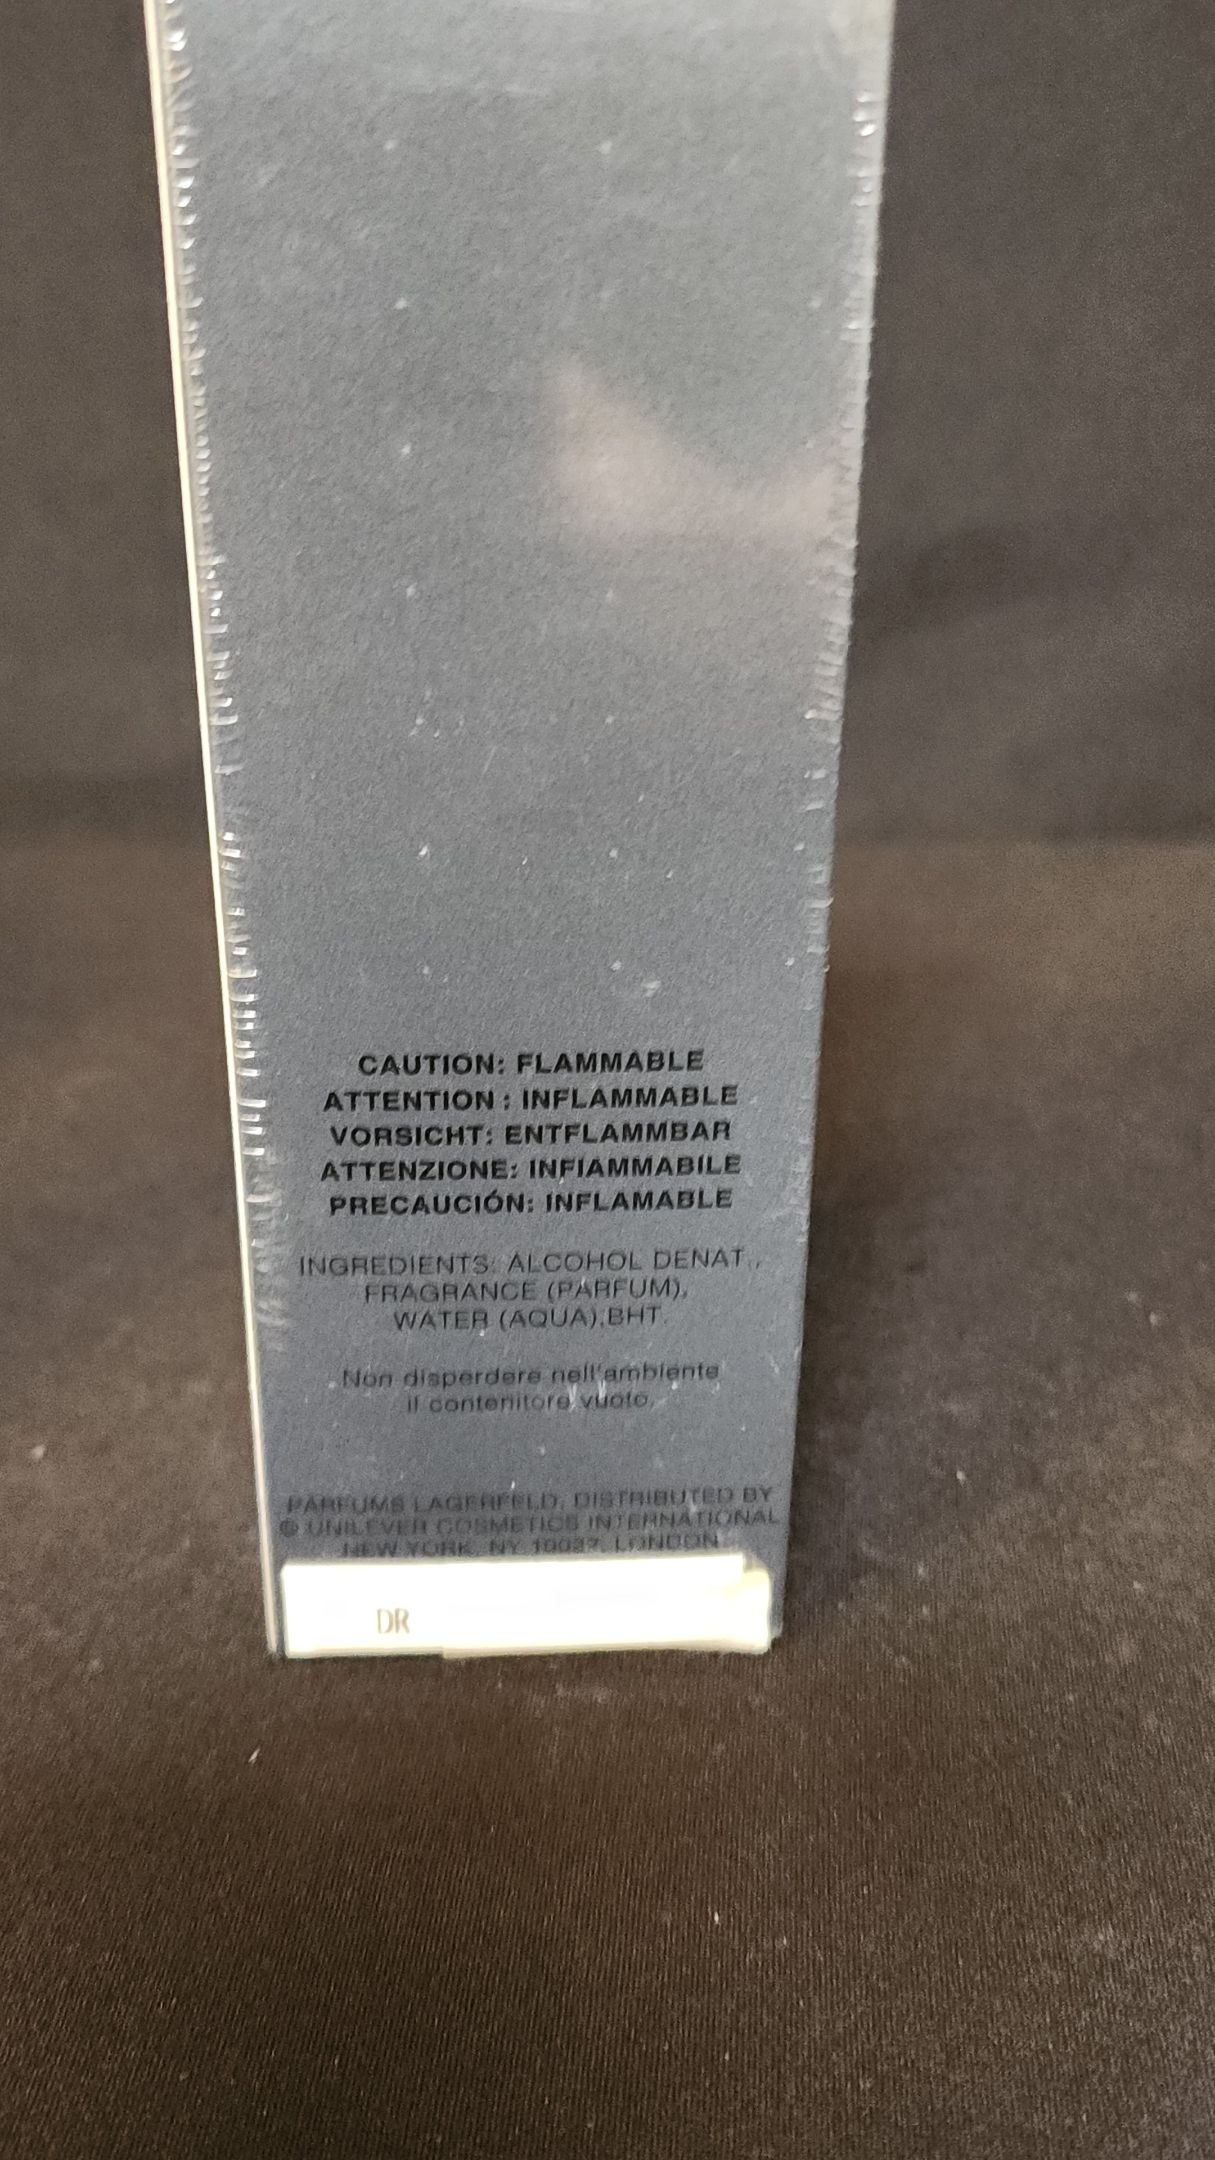 CAUTION: FLAMMABLE
ATTENTION : INFLAMMABLE
VORSICHT: ENTFLAMMBAR
ATTENZIONE: INFIAMMABILE
PRECAUCIÓN: INFLAMABLE
INGREDIENTS: ALCOHOL DENAT.,
FRAGRANCE (PARFUM),
WATER (AQUA),BHT.
Non disperdere nell'ambiente
il contenitore vuoto.
PARFUMS LAGERFELD, DISTRIBUTED BY
© UNILEVER COSMETICS INTERNATIONAL
NEW YORK, NY LONDON
DR